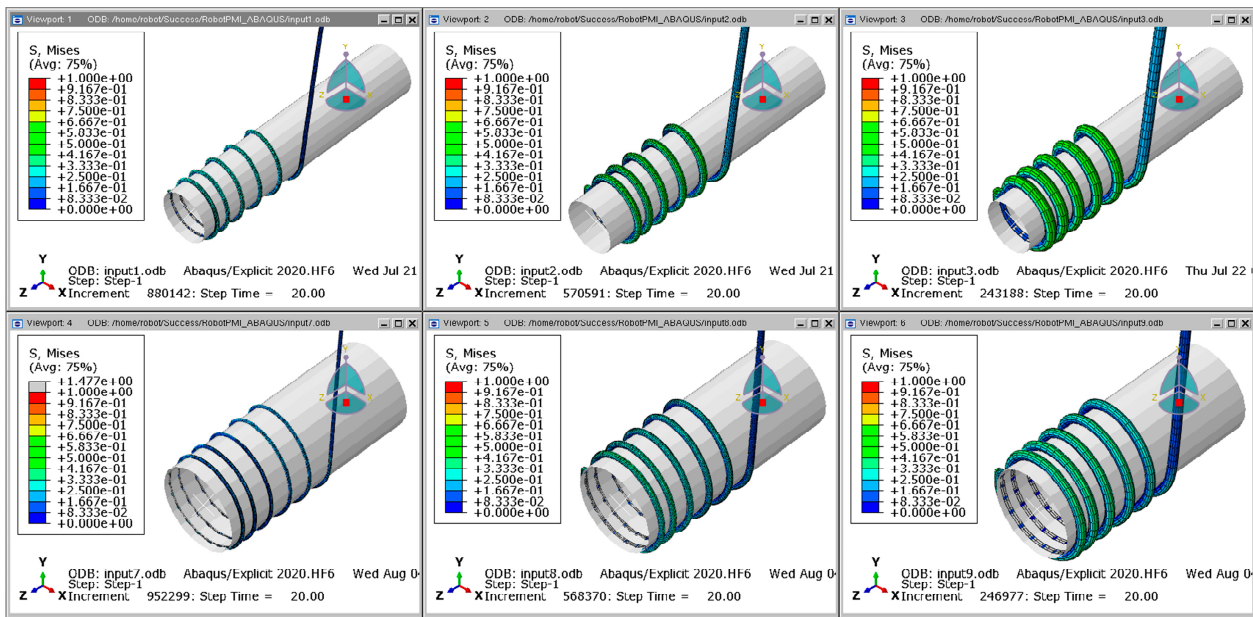 Viewport: 1 ODB: /home/robot/Success/RobotPMI_ABAQUS/input1.odb
S, Mises
(Avg: 75%)
+1.000e+00
+9.167e-01
+8.333e-01
+7.500e-01
+6.667e-01
+5.833e-01
+5.000e-01
+4.167e-01
+3.333e-01
+2.500e-01
+1.667e-01
+8.333e-02
+0.000e+00
Y
Z X
Y
Z X
ODB: input1.odb Abaqus/Explicit 2020.HF6 Wed Jul 21
Step: Step-1
Increment 880142: Step Time = 20.00
Viewport: 2 ODB: /home/robot/Success/RobotPMI_ABAQUS/input2.odb
S, Mises
(Avg: 75%)
+1.000e+00
+9.167e-01
+8.333e-01
+7.500e-01
+6.667e-01
+5.833e-01
+5.000e-01
+4.167e-01
+3.333e-01
+2.500e-01
+1.667e-01
+8.333e-02
+0.000e+00
Y
Z X
Y
Z X
ODB: input2.odb Abaqus/Explicit 2020.HF6 Wed Jul 21
Step: Step-1
Increment 570591: Step Time = 20.00
Viewport: 3 ODB: /home/robot/Success/RobotPMI_ABAQUS/input3.odb
S, Mises
(Avg: 75%)
+1.000e+00
+9.167e-01
+8.333e-01
+7.500e-01
+6.667e-01
+5.833e-01
+5.000e-01
+4.167e-01
+3.333e-01
+2.500e-01
+1.667e-01
+8.333e-02
+0.000e+00
Y
Z X
Y
Z X
ODB: input3.odb Abaqus/Explicit 2020.HF6 Thu Jul 22
Step: Step-1
Increment 243188: Step Time = 20.00
Viewport: 4 ODB: /home/robot/Success/RobotPMI_ABAQUS/input7.odb
S, Mises
(Avg: 75%)
+1.477e+00
+1.000e+00
+9.167e-01
+8.333e-01
+7.500e-01
+6.667e-01
+5.833e-01
+5.000e-01
+4.167e-01
+3.333e-01
+2.500e-01
+1.667e-01
+8.333e-02
+0.000e+00
Y
Z X
Y
Z X
ODB: input7.odb Abaqus/Explicit 2020.HF6 Wed Aug 04
Step: Step-1
Increment 952299: Step Time = 20.00
Viewport: 5 ODB: /home/robot/Success/RobotPMI_ABAQUS/input8.odb
S, Mises
(Avg: 75%)
+1.000e+00
+9.167e-01
+8.333e-01
+7.500e-01
+6.667e-01
+5.833e-01
+5.000e-01
+4.167e-01
+3.333e-01
+2.500e-01
+1.667e-01
+8.333e-02
+0.000e+00
Y
Z X
Y
Z X
ODB: input8.odb Abaqus/Explicit 2020.HF6 Wed Aug 04
Step: Step-1
Increment 568370: Step Time = 20.00
Viewport: 6 ODB: /home/robot/Success/RobotPMI_ABAQUS/input9.odb
S, Mises
(Avg: 75%)
+1.000e+00
+9.167e-01
+8.333e-01
+7.500e-01
+6.667e-01
+5.833e-01
+5.000e-01
+4.167e-01
+3.333e-01
+2.500e-01
+1.667e-01
+8.333e-02
+0.000e+00
Y
Z X
Y
Z X
ODB: input9.odb Abaqus/Explicit 2020.HF6 Wed Aug 04
Step: Step-1
Increment 246977: Step Time = 20.00